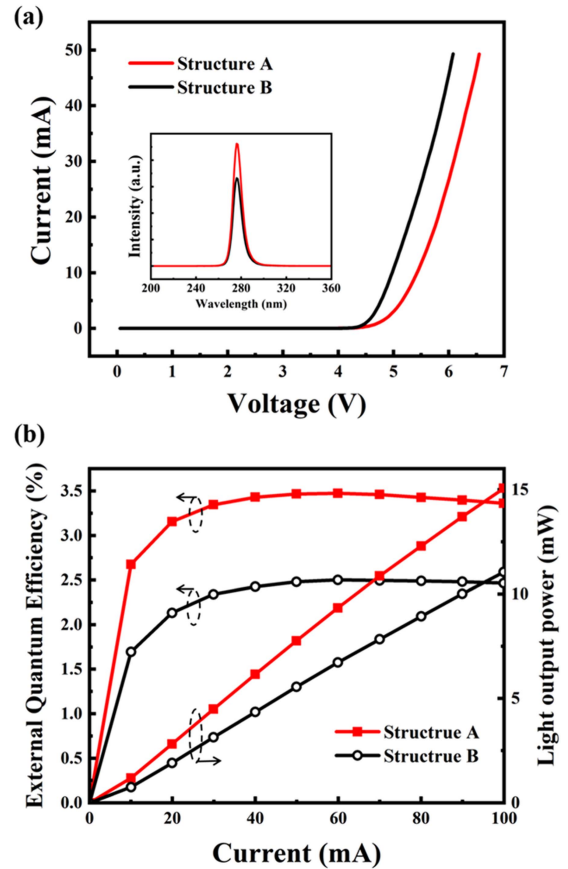 (a)
50
40
30
20
10
0
Current (mA)
Structure A
Structure B
Intensity (a.u.)
200 240 280 320 360
Wavelength (nm)
0 1 2 3 4 5 6 7
Voltage (V)
(b)
3.5
3.0
2.5
2.0
1.5
1.0
0.5
0.0
External Quantum Efficiency (%)
15
10
5
0
Light output power (mW)
Structrue A
Structrue B
0 20 40 60 80 100
Current (mA)